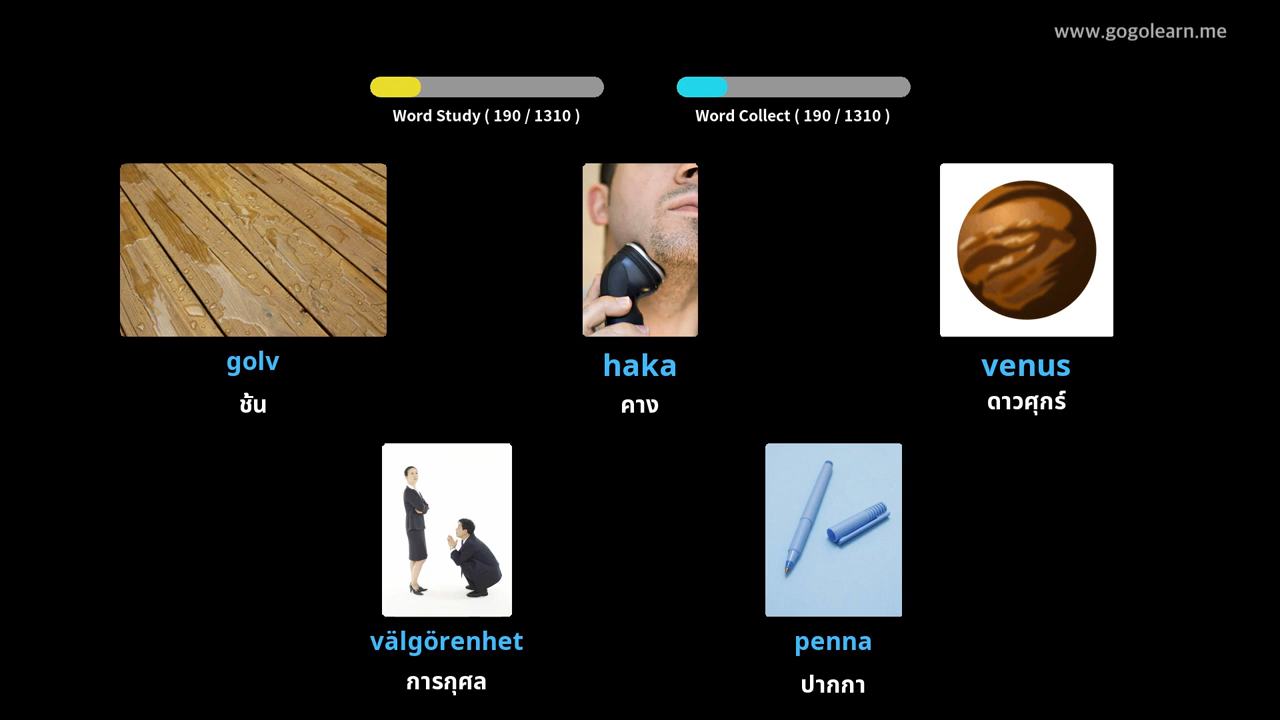 www.gogolearn.me
Word Study ( 190 / 1310 )
Word Collect ( 190 / 1310 )
golv
haka
venus
ชั้น
คาง
ดาวศุกร์
välgörenhet
penna
การกุศล
ปากกา